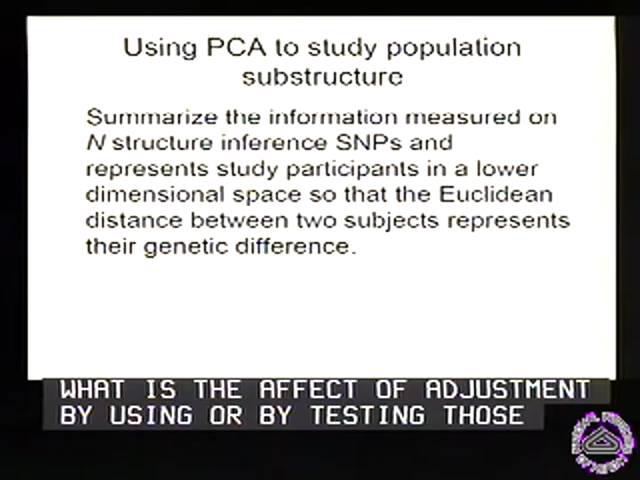 Using PCA to study population
substructure
Summarize the information measured on
N structure inference SNPs and
represents study participants in a lower
dimensional space so that the Euclidean
distance between two subjects represents
their genetic difference.
WHAT IS THE AFFECT OF ADJUSTMENT
BY USING OR BY TESTING THOSE